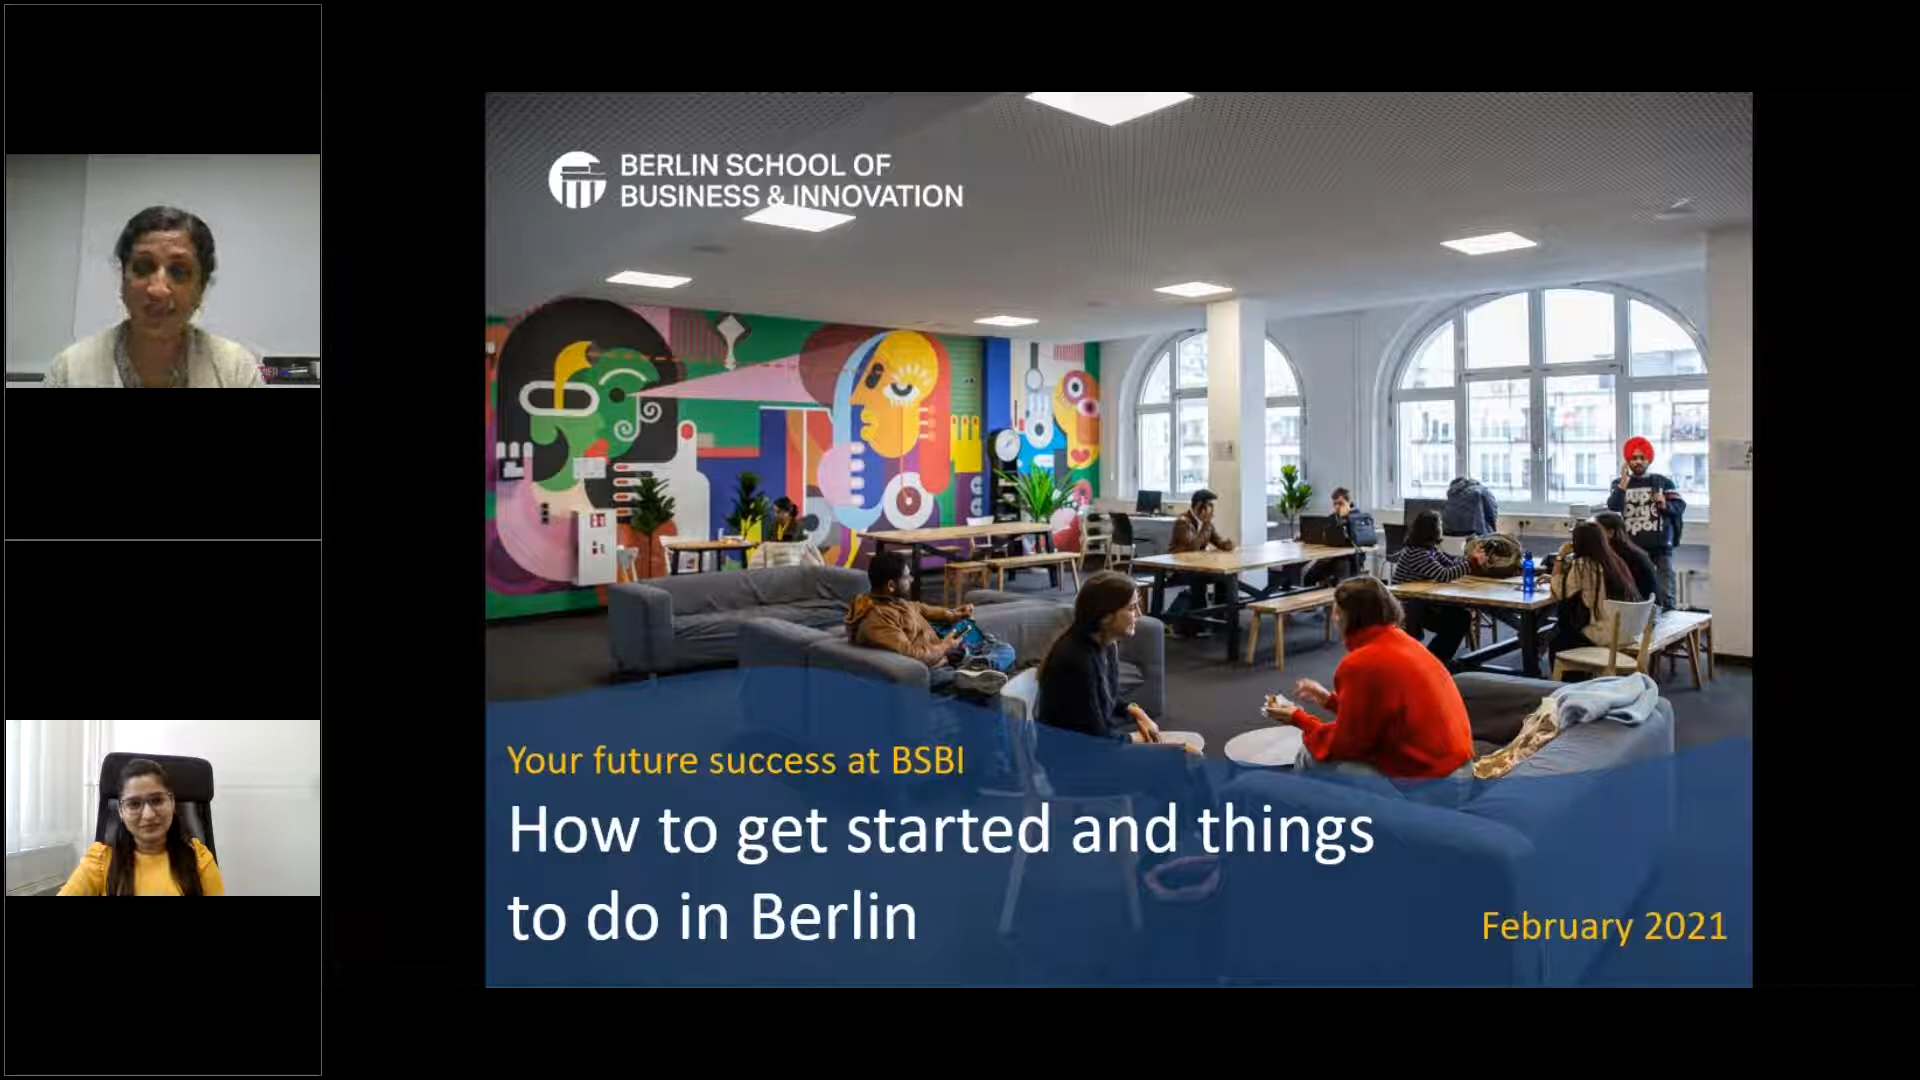 BERLIN SCHOOL OF
BUSINESS & INNOVATION
Your future success at BSBI
How to get started and things
to do in Berlin
February 2021